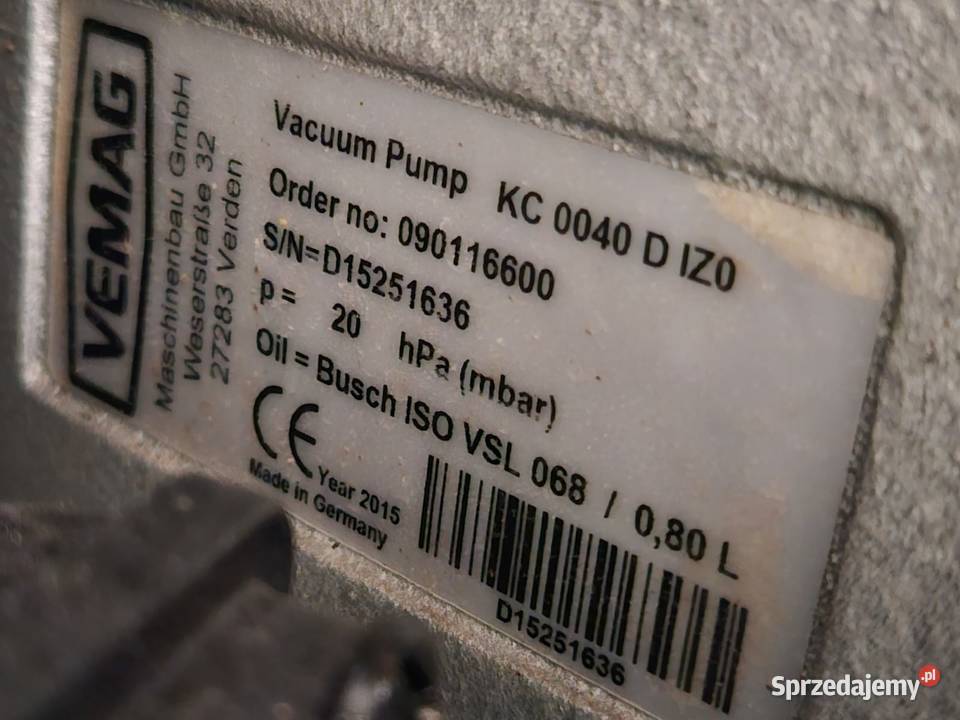 VEMAG
Maschinenbau GmbH
Weserstraße 32
27283 Verden
Vacuum Pump KC 0040 D IZ0
Order no: 090116600
S/N=D15251636
p = 20 hPa (mbar)
Oil = Busch ISO VSL 068 / 0,80 L
CE
Year 2015
Made in Germany
D15251636
Sprzedajemy.pl